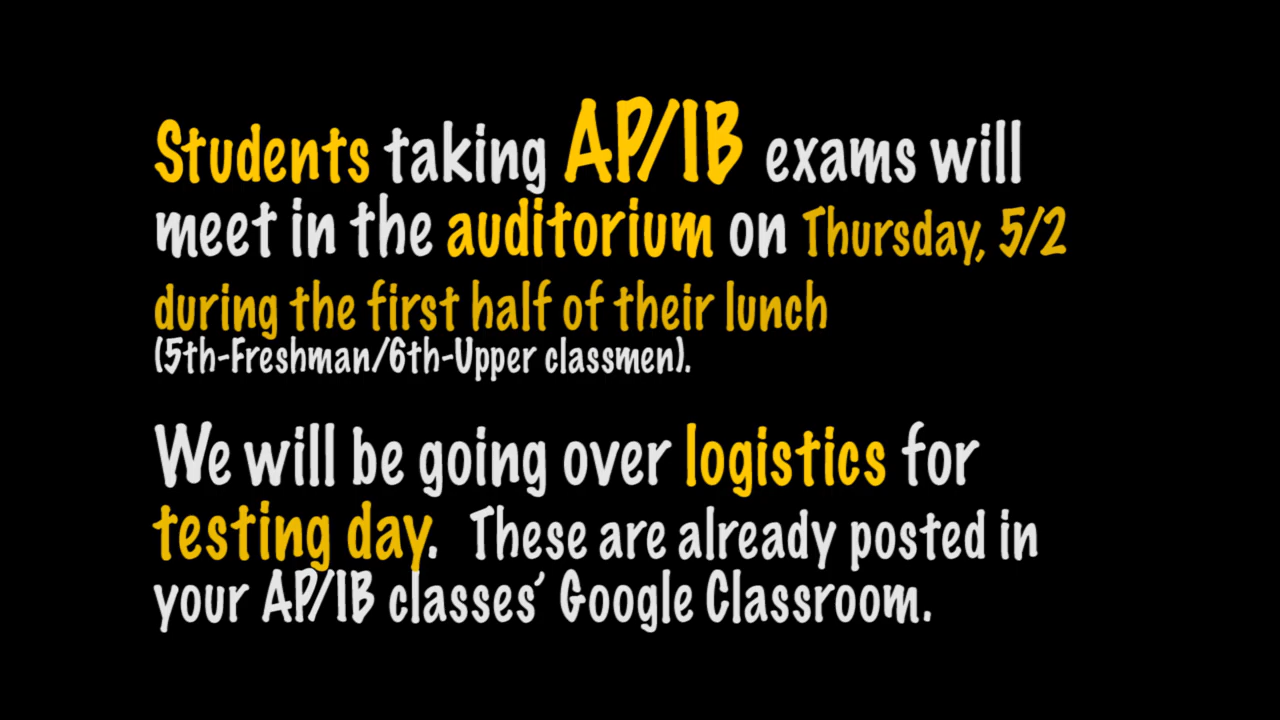 Students taking AP/IB exams will
meet in the auditorium on Thursday, 5/2
during the first half of their lunch
(5th-Freshman/6th-Upper classmen).
We will be going over logistics for
testing day. These are already posted in
your AP/IB classes’ Google Classroom.